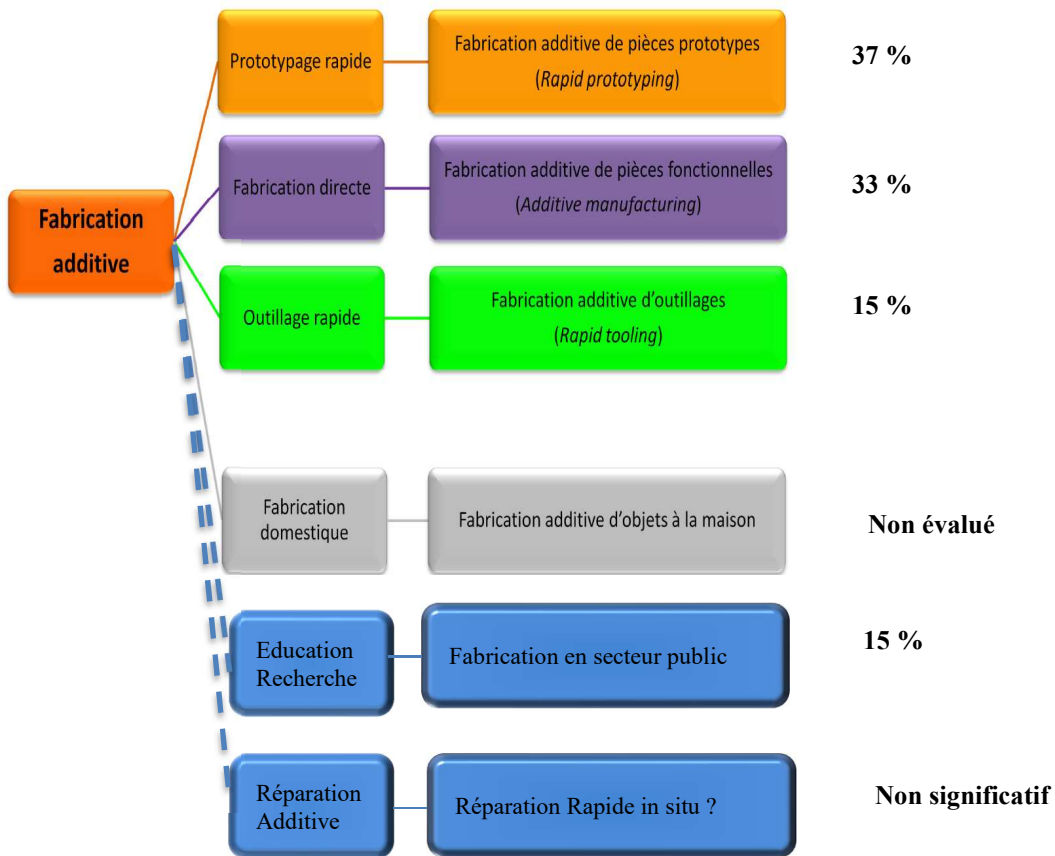 Fabrication
additive
Prototypage rapide
Fabrication additive de pièces prototypes
(Rapid prototyping)
37 %
Fabrication directe
Fabrication additive de pièces fonctionnelles
(Additive manufacturing)
33 %
Outillage rapide
Fabrication additive d'outillages
(Rapid tooling)
15 %
Fabrication
domestique
Fabrication additive d'objets à la maison
Non évalué
Education
Recherche
Fabrication en secteur public
15 %
Réparation
Additive
Réparation Rapide in situ ?
Non significatif